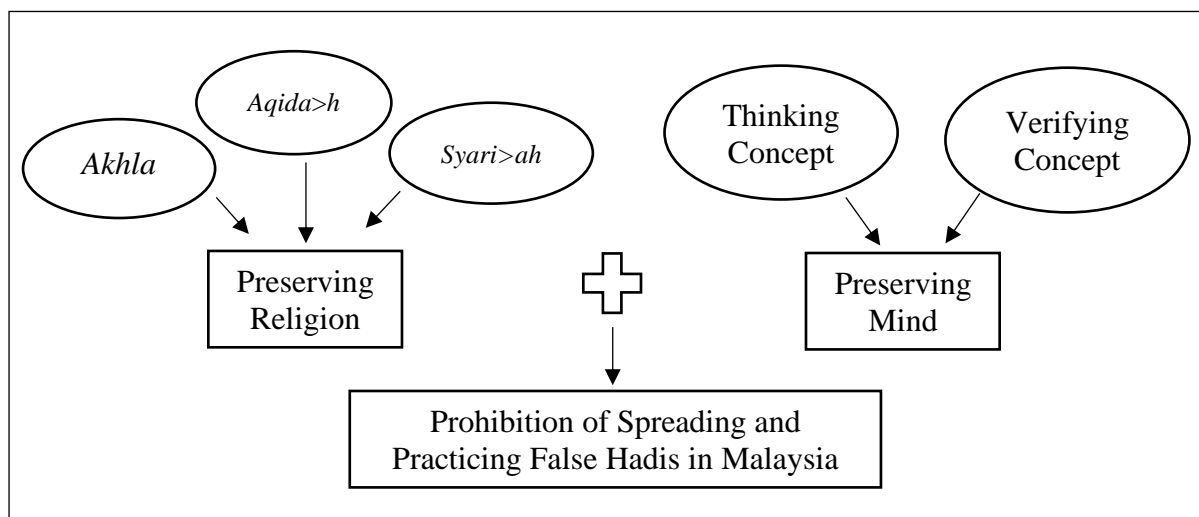 Akhla
Aqida>h
Syari>ah
Thinking
Concept
Verifying
Concept
Preserving
Religion
Preserving
Mind
Prohibition of Spreading and
Practicing False Hadis in Malaysia